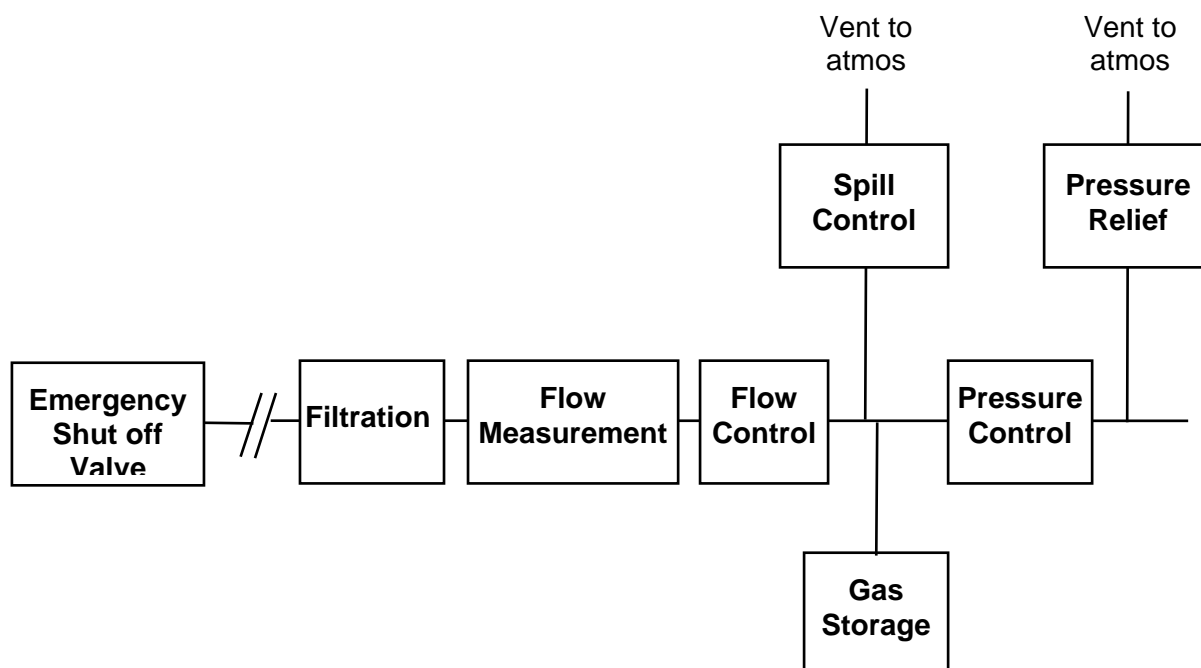 Vent to
atmos
Vent to
atmos
Spill
Control
Pressure
Relief
Emergency
Shut off
Valve
Filtration
Flow
Measurement
Flow
Control
Pressure
Control
Gas
Storage